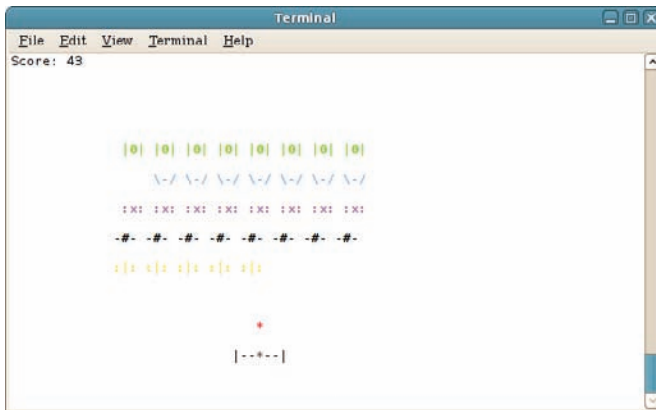 Terminal
File Edit View Terminal Help
Score: 43
|0| |0| |0| |0| |0| |0| |0| |0|
\-/ \-/ \-/ \-/ \-/ \-/ \-/
:x: :x: :x: :x: :x: :x: :x: :x:
-#- -#- -#- -#- -#- -#- -#- -#-
:|: :|: :|: :|: :|:
*
|--*--|